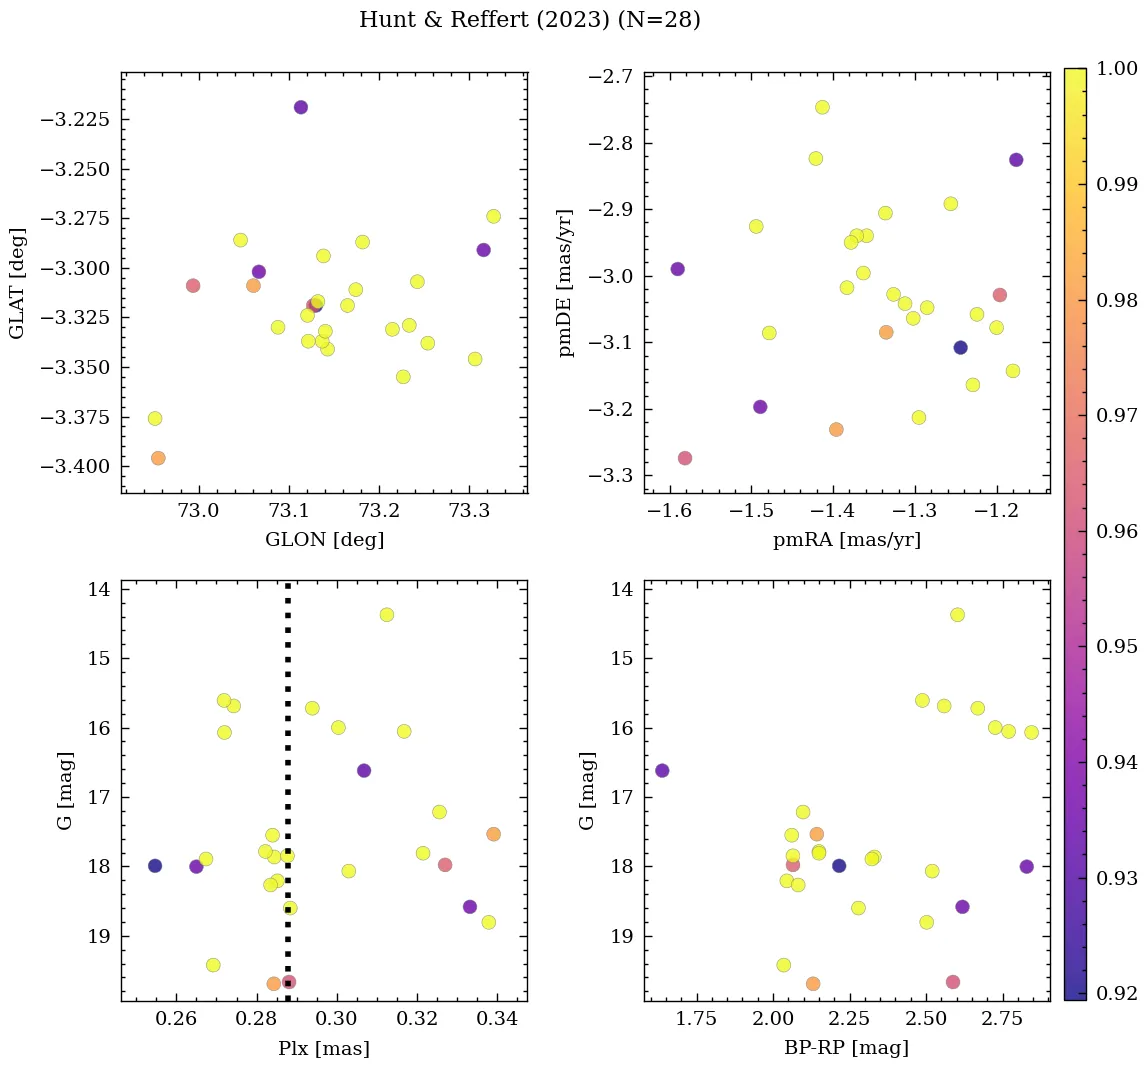 Hunt & Reffert (2023) (N=28)
−3.225
−3.250
−3.275
−3.300
−3.325
−3.350
−3.375
−3.400
GLAT [deg]
73.0 73.1 73.2 73.3
GLON [deg]
−2.7
−2.8
−2.9
−3.0
−3.1
−3.2
−3.3
pmDE [mas/yr]
−1.6 −1.5 −1.4 −1.3 −1.2
pmRA [mas/yr]
14
15
16
17
18
19
G [mag]
0.26 0.28 0.30 0.32 0.34
Plx [mas]
14
15
16
17
18
19
G [mag]
1.75 2.00 2.25 2.50 2.75
BP-RP [mag]
1.00
0.99
0.98
0.97
0.96
0.95
0.94
0.93
0.92